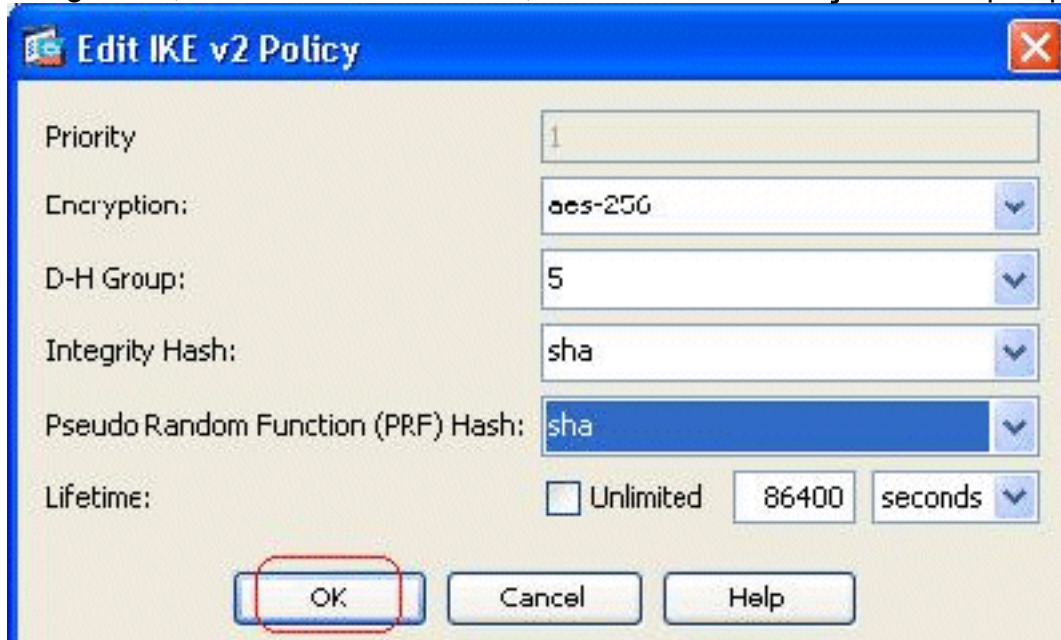 Edit IKE v2 Policy
Priority 1
Encryption: aes-256
D-H Group: 5
Integrity Hash: sha
Pseudo Random Function (PRF) Hash: sha
Lifetime: Unlimited 86400 seconds
OK Cancel Help